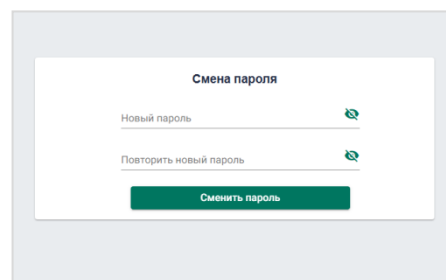 Смена пароля
Новый пароль
Повторить новый пароль
Сменить пароль